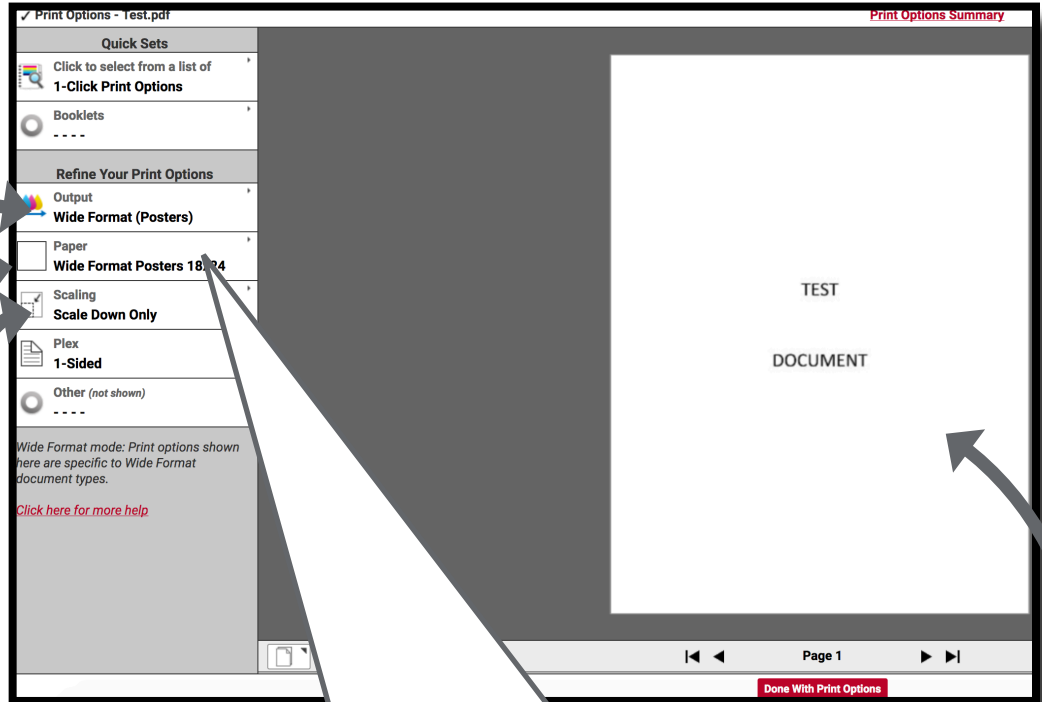 ✓ Print Options - Test.pdf
Print Options Summary
Quick Sets
Click to select from a list of
1-Click Print Options
Booklets
- - - -
Refine Your Print Options
Output
Wide Format (Posters)
Paper
Wide Format Posters
Scaling
Scale Down Only
Plex
1-Sided
Other (not shown)
- - - -
Wide Format mode: Print options shown
here are specific to Wide Format
document types.
Click here for more help
TEST
DOCUMENT
Page 1
Done With Print Options